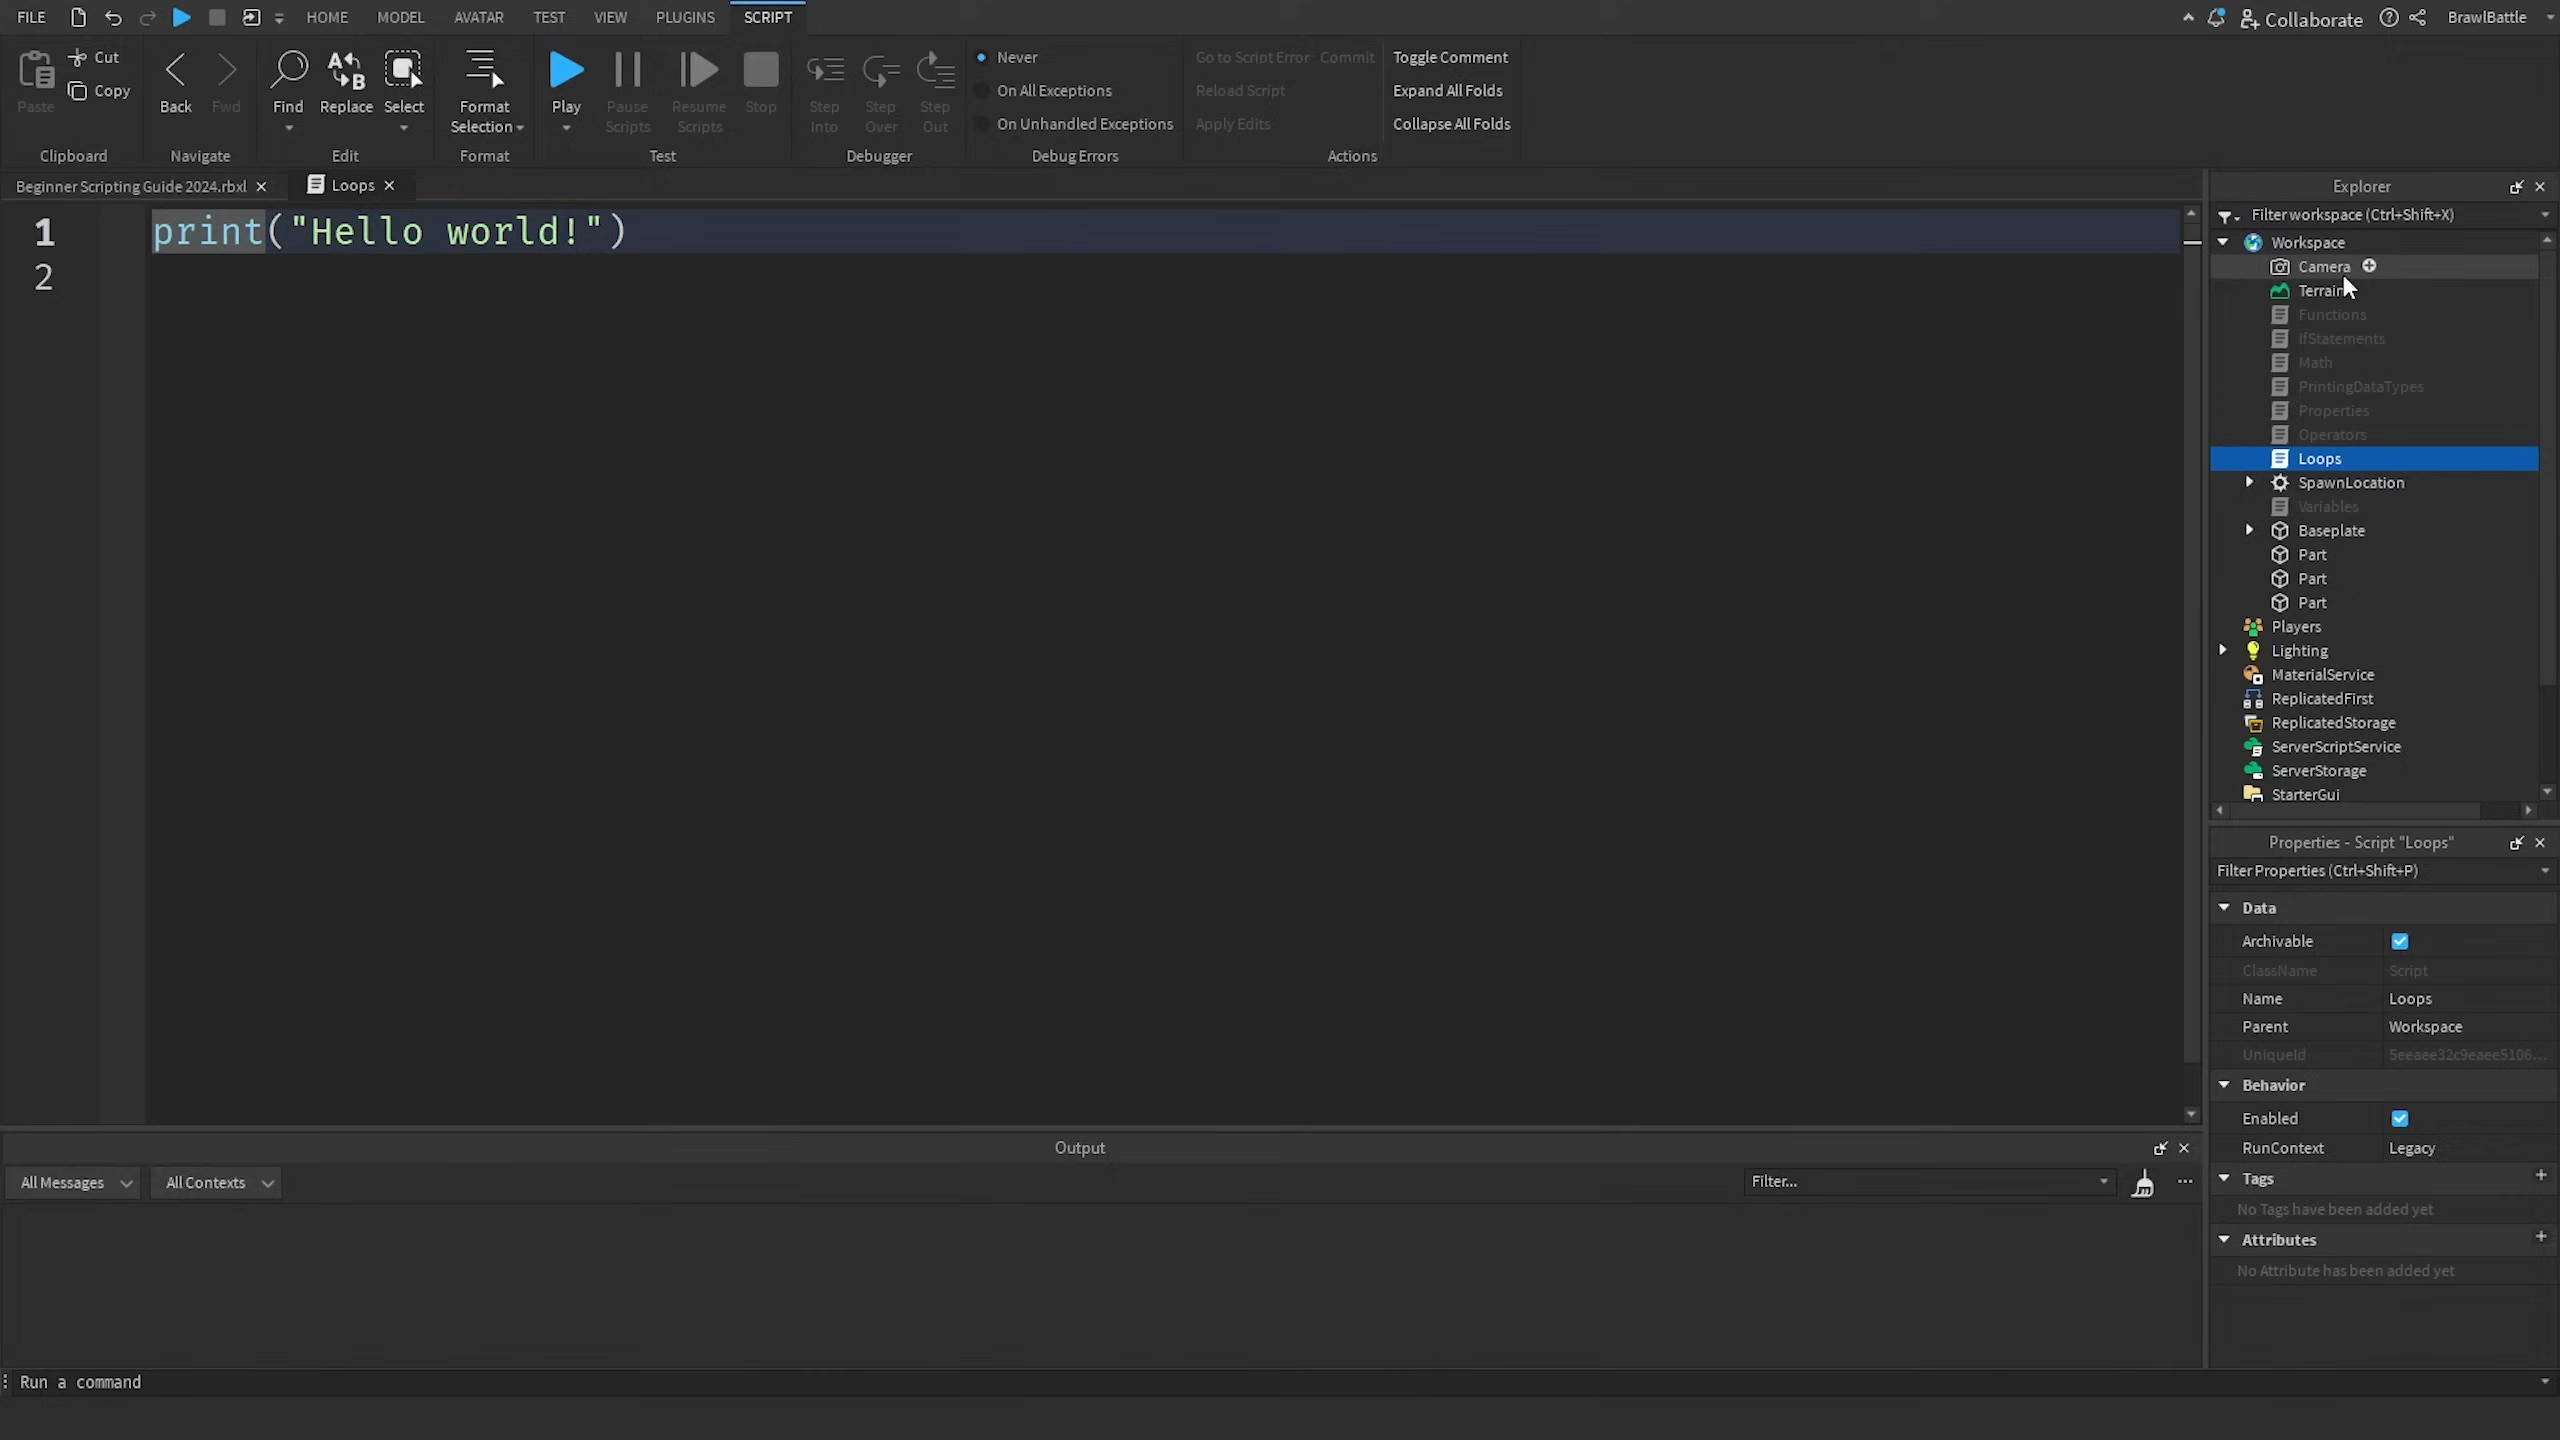 FILE HOME MODEL AVATAR TEST VIEW PLUGINS SCRIPT Collaborate BrawlBattle
Paste Cut Copy
Clipboard
Back Fwd
Navigate
Find Replace Select
Edit
Format Selection
Format
Play Pause Scripts Resume Scripts Stop
Test
Step Into Step Over Step Out
Debugger
Never
On All Exceptions
On Unhandled Exceptions
Debug Errors
Go to Script Error Commit
Reload Script
Apply Edits
Toggle Comment
Expand All Folds
Collapse All Folds
Actions
Beginner Scripting Guide 2024.rbxl Loops
1 print("Hello world!")
2
Explorer
Filter workspace (Ctrl+Shift+X)
Workspace
Camera
Terrain
Functions
IfStatements
Math
PrintingDataTypes
Properties
Operators
Loops
SpawnLocation
Variables
Baseplate
Part
Part
Part
Players
Lighting
MaterialService
ReplicatedFirst
ReplicatedStorage
ServerScriptService
ServerStorage
StarterGui
Properties - Script "Loops"
Filter Properties (Ctrl+Shift+P)
Data
Archivable
ClassName Script
Name Loops
Parent Workspace
UniqueId 5eeaee32c9eaee5106...
Behavior
Enabled
RunContext Legacy
Tags
No Tags have been added yet
Attributes
No Attribute has been added yet
Output
All Messages All Contexts Filter...
Run a command